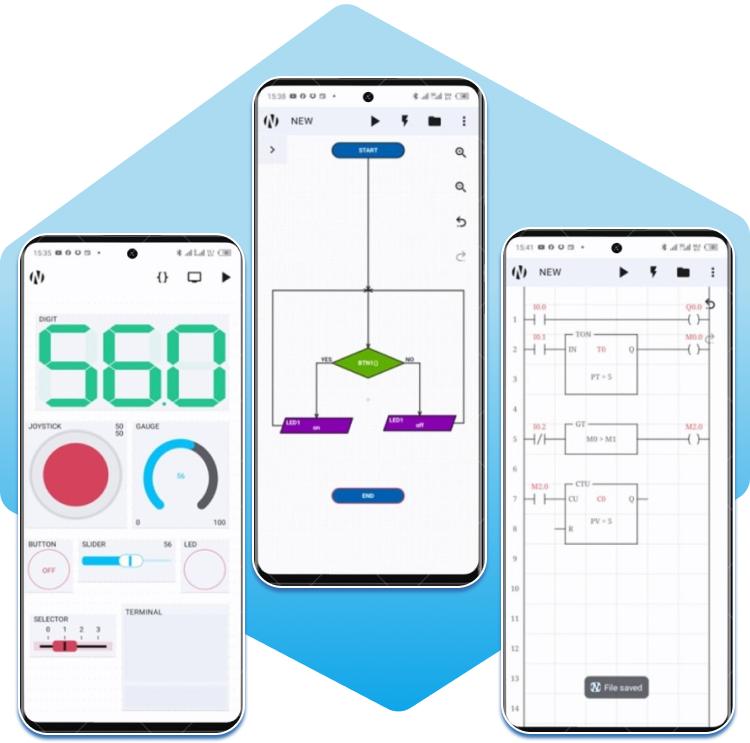 15:35
DIGIT
56.0
JOYSTICK
50
50
GAUGE
56
0 100
BUTTON
OFF
SLIDER 56
LED
SELECTOR
0 1 2 3
TERMINAL
15:38
NEW
START
YES
BTN1()
NO
LED1
on
LED1
off
END
15:41
NEW
I0.0 Q0.0
1
I0.1 TON M0.0
2 IN T0 Q
3 PT = 5
4
I0.2 GT M2.0
5 M0 > M1
6
M2.0 CTU
7 CU C0 Q
8 R PV = 5
9
10
11
12
13
File saved
14